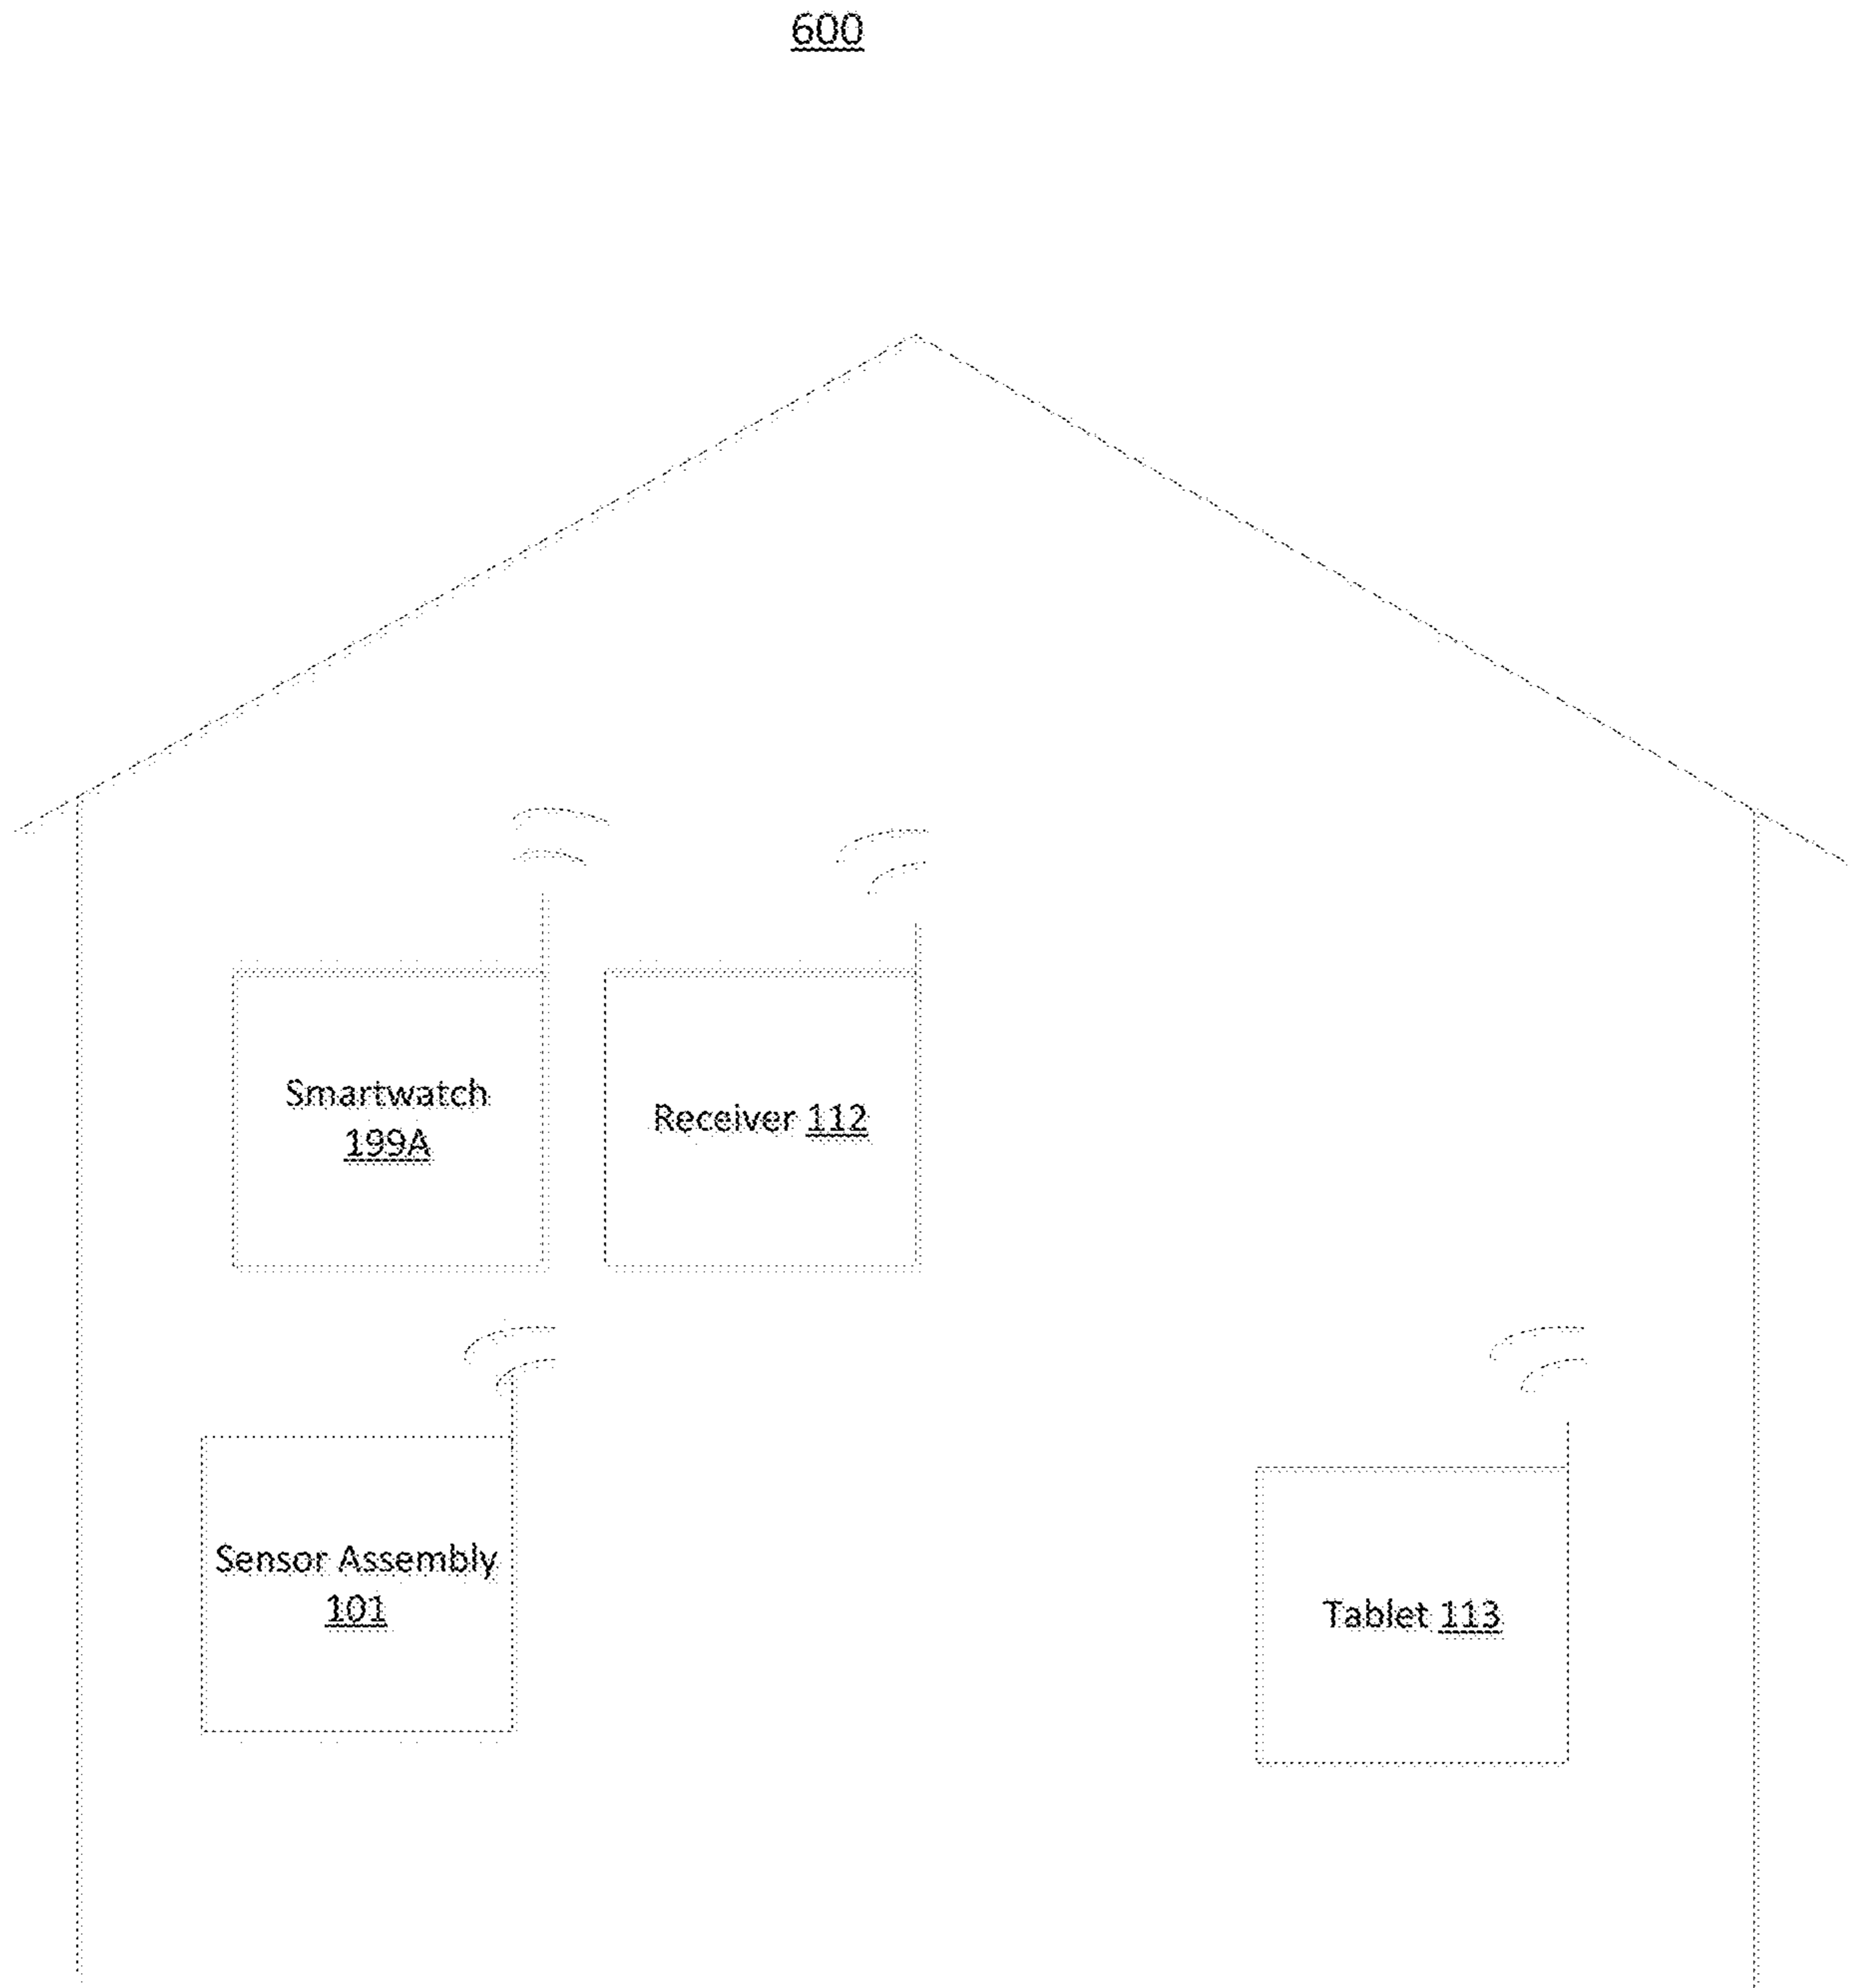 600
Smartwatch
199A
Receiver 112
Sensor Assembly
101
Tablet 113